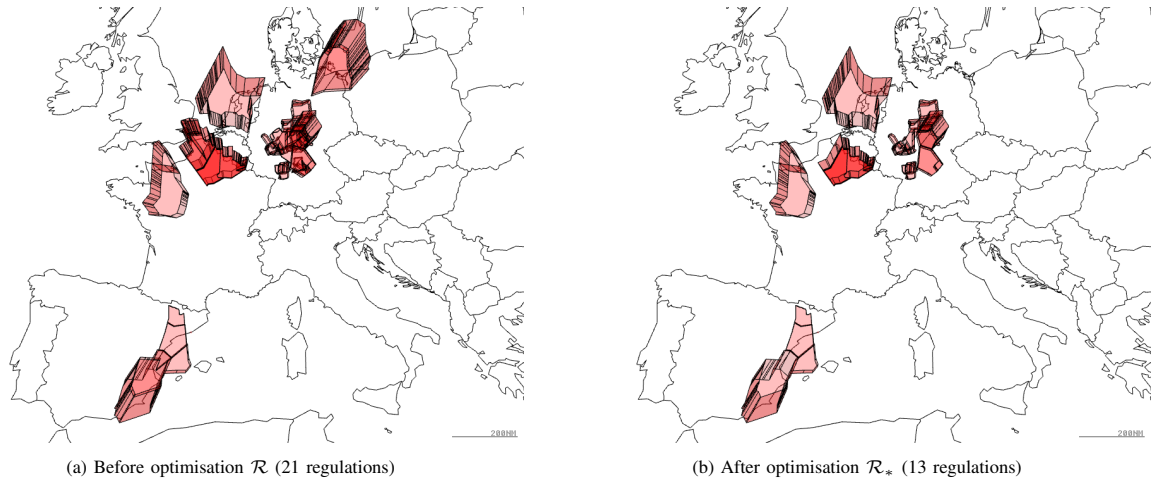 200NM
200NM
(a) Before optimisation ℛ (21 regulations)
(b) After optimisation ℛ∗ (13 regulations)